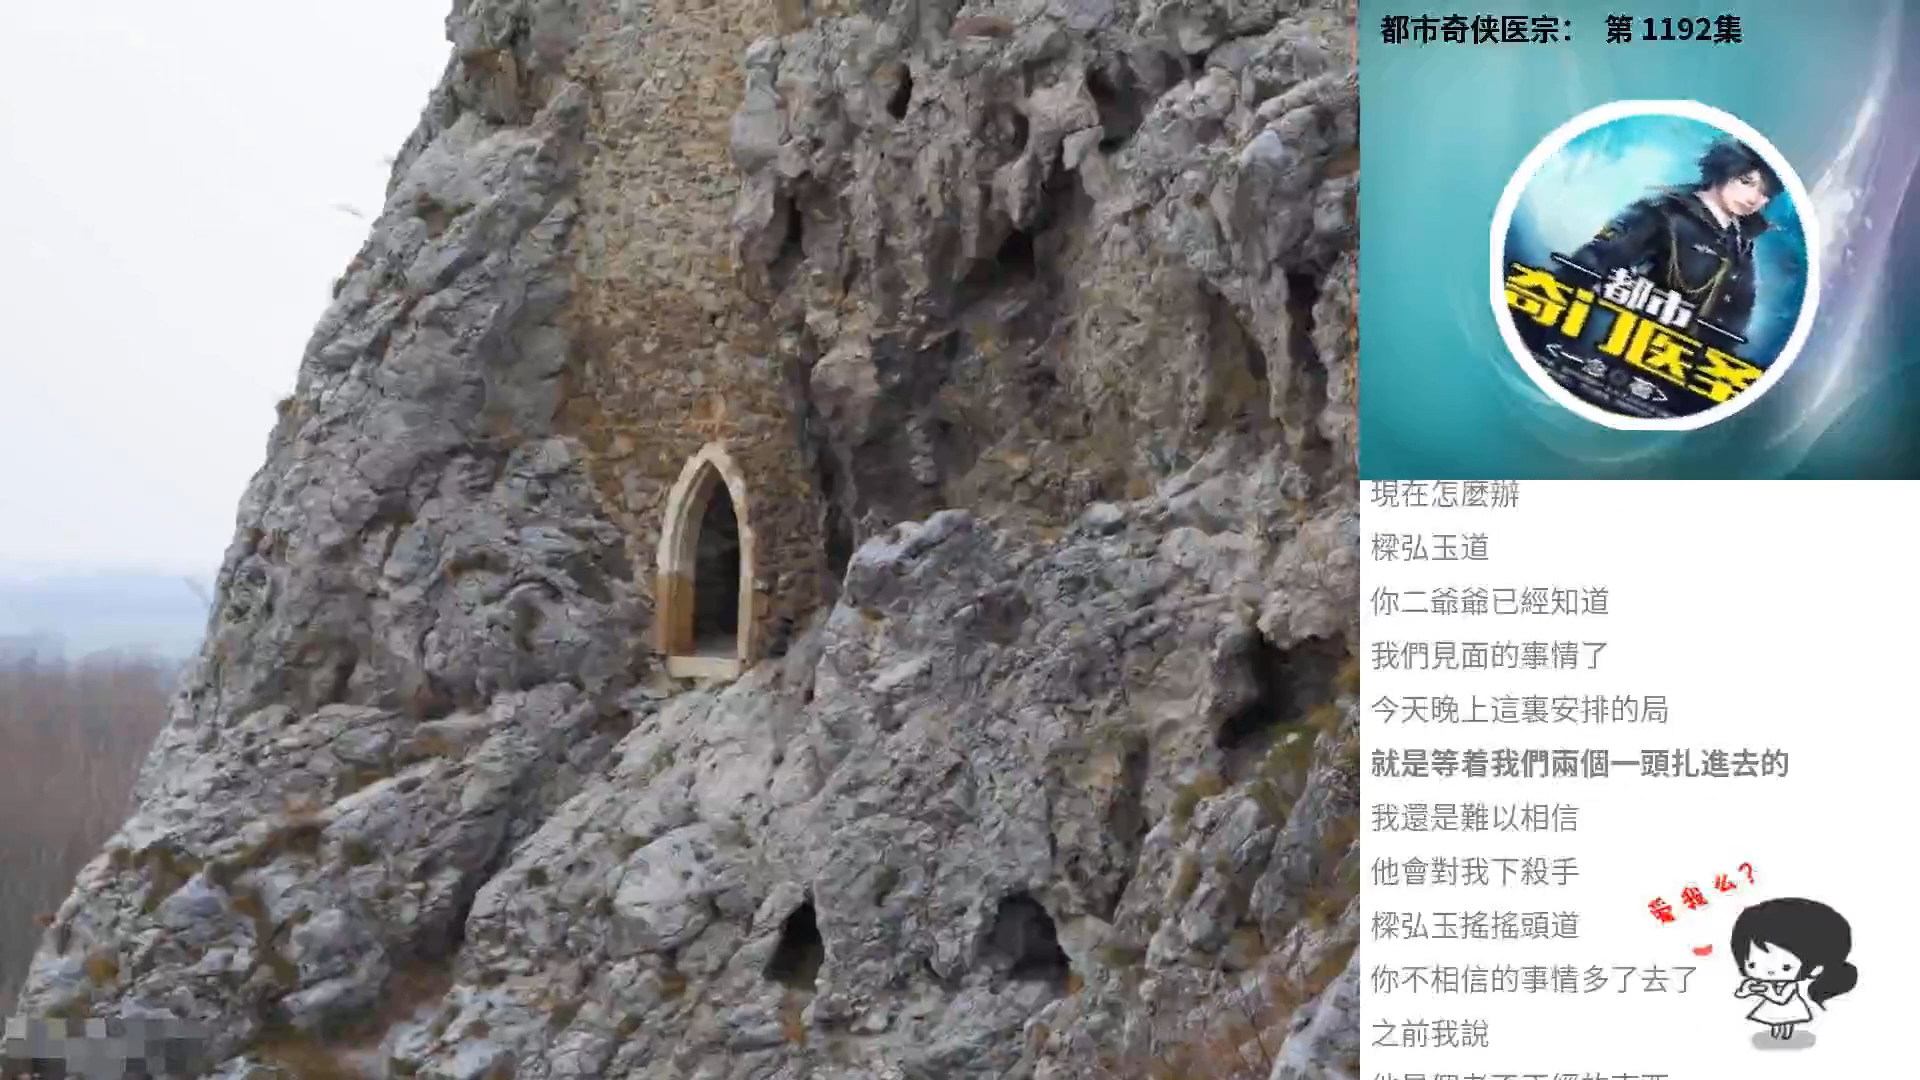 都市奇侠医宗： 第 1192集
都市
奇门医圣
現在怎麼辦
樑弘玉道
你二爺爺已經知道
我們見面的事情了
今天晚上這裏安排的局
就是等着我們兩個一頭扎進去的
我還是難以相信
他會對我下殺手
樑弘玉搖搖頭道
你不相信的事情多了去了
之前我說
爱我么？